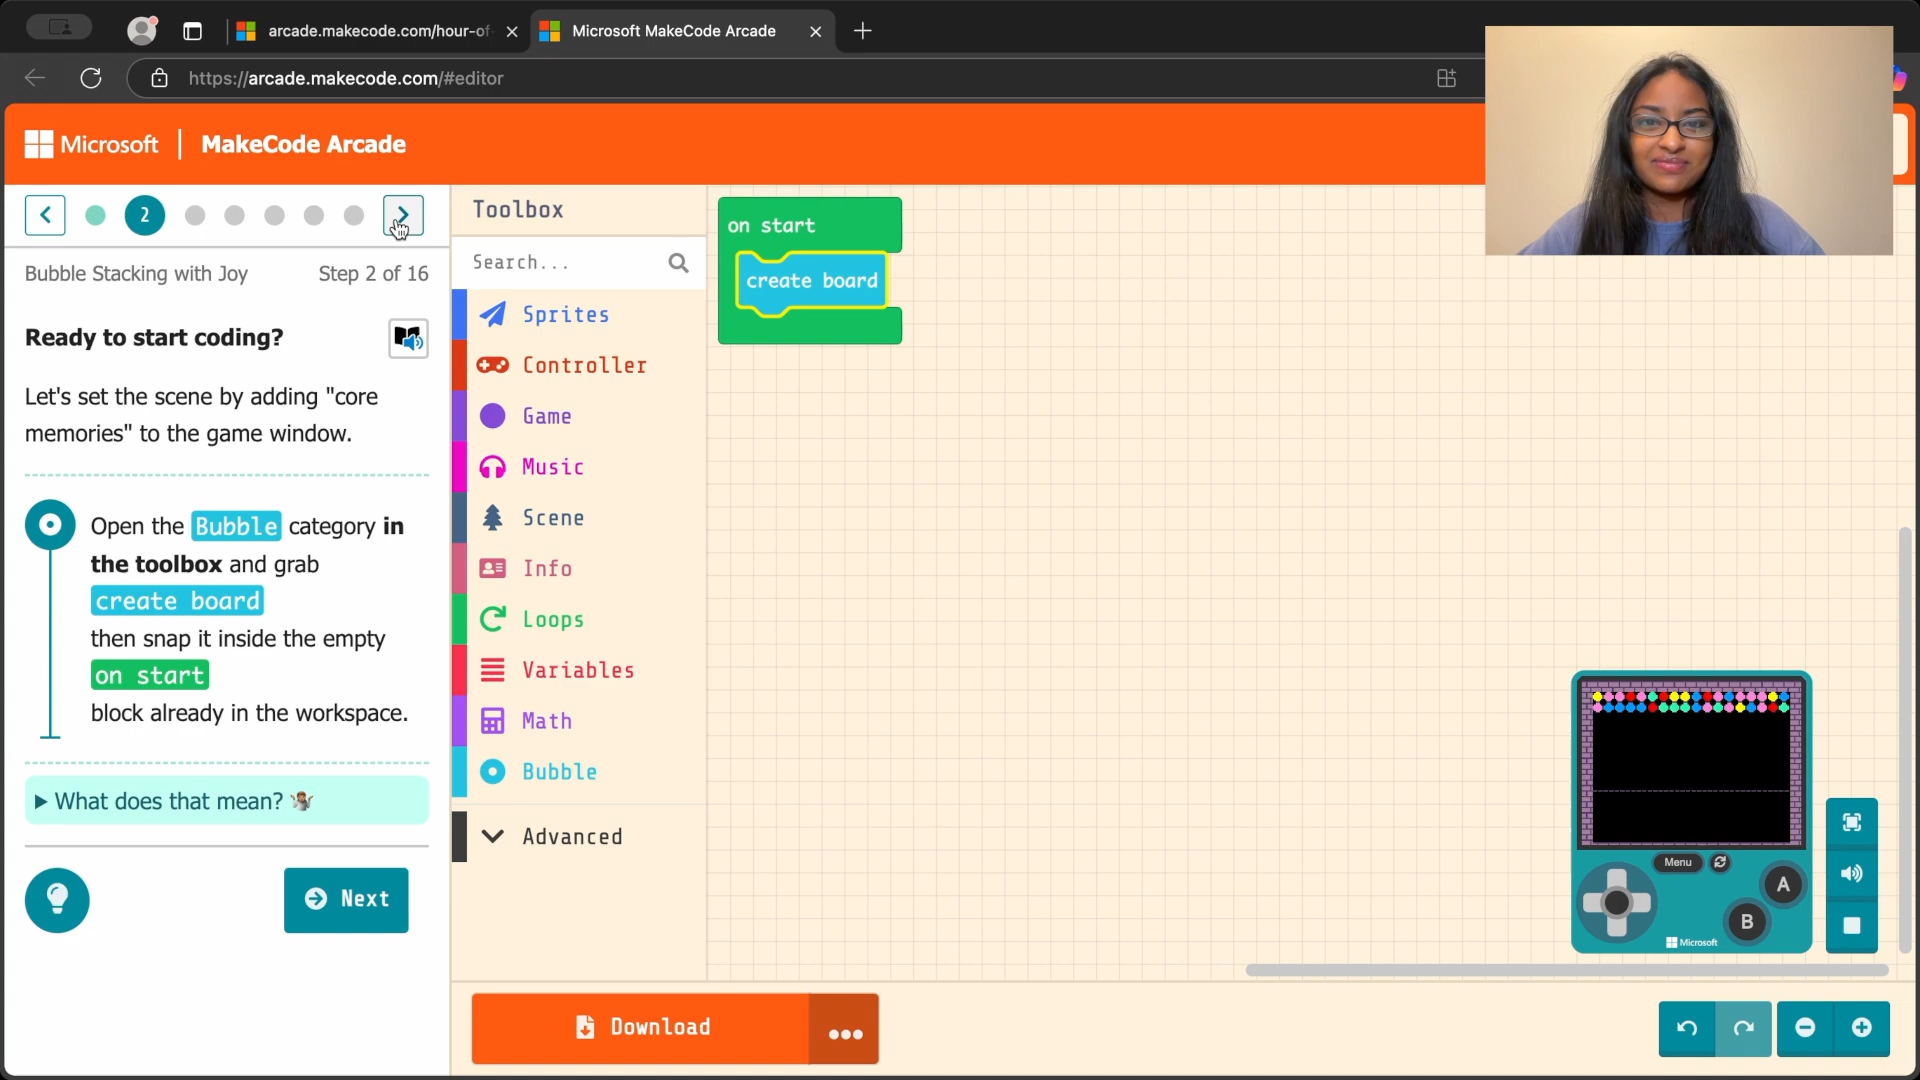 arcade.makecode.com/hour-of-
Microsoft MakeCode Arcade
https://arcade.makecode.com/#editor
Microsoft
MakeCode Arcade
2
Bubble Stacking with Joy
Step 2 of 16
Ready to start coding?
Let's set the scene by adding "core
memories" to the game window.
Open the Bubble category in
the toolbox and grab
create board
then snap it inside the empty
on start
block already in the workspace.
What does that mean?
Next
Toolbox
Search...
Sprites
Controller
Game
Music
Scene
Info
Loops
Variables
Math
Bubble
Advanced
on start
create board
Menu
A
B
Microsoft
Download